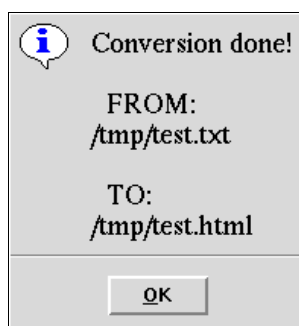 Conversion done!
FROM:
/tmp/test.txt
TO:
/tmp/test.html
OK